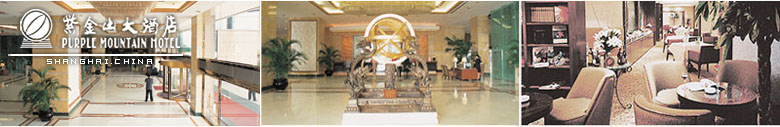 紫金山大酒店
PURPLE MOUNTAIN HOTEL
SHANGHAI.CHINA